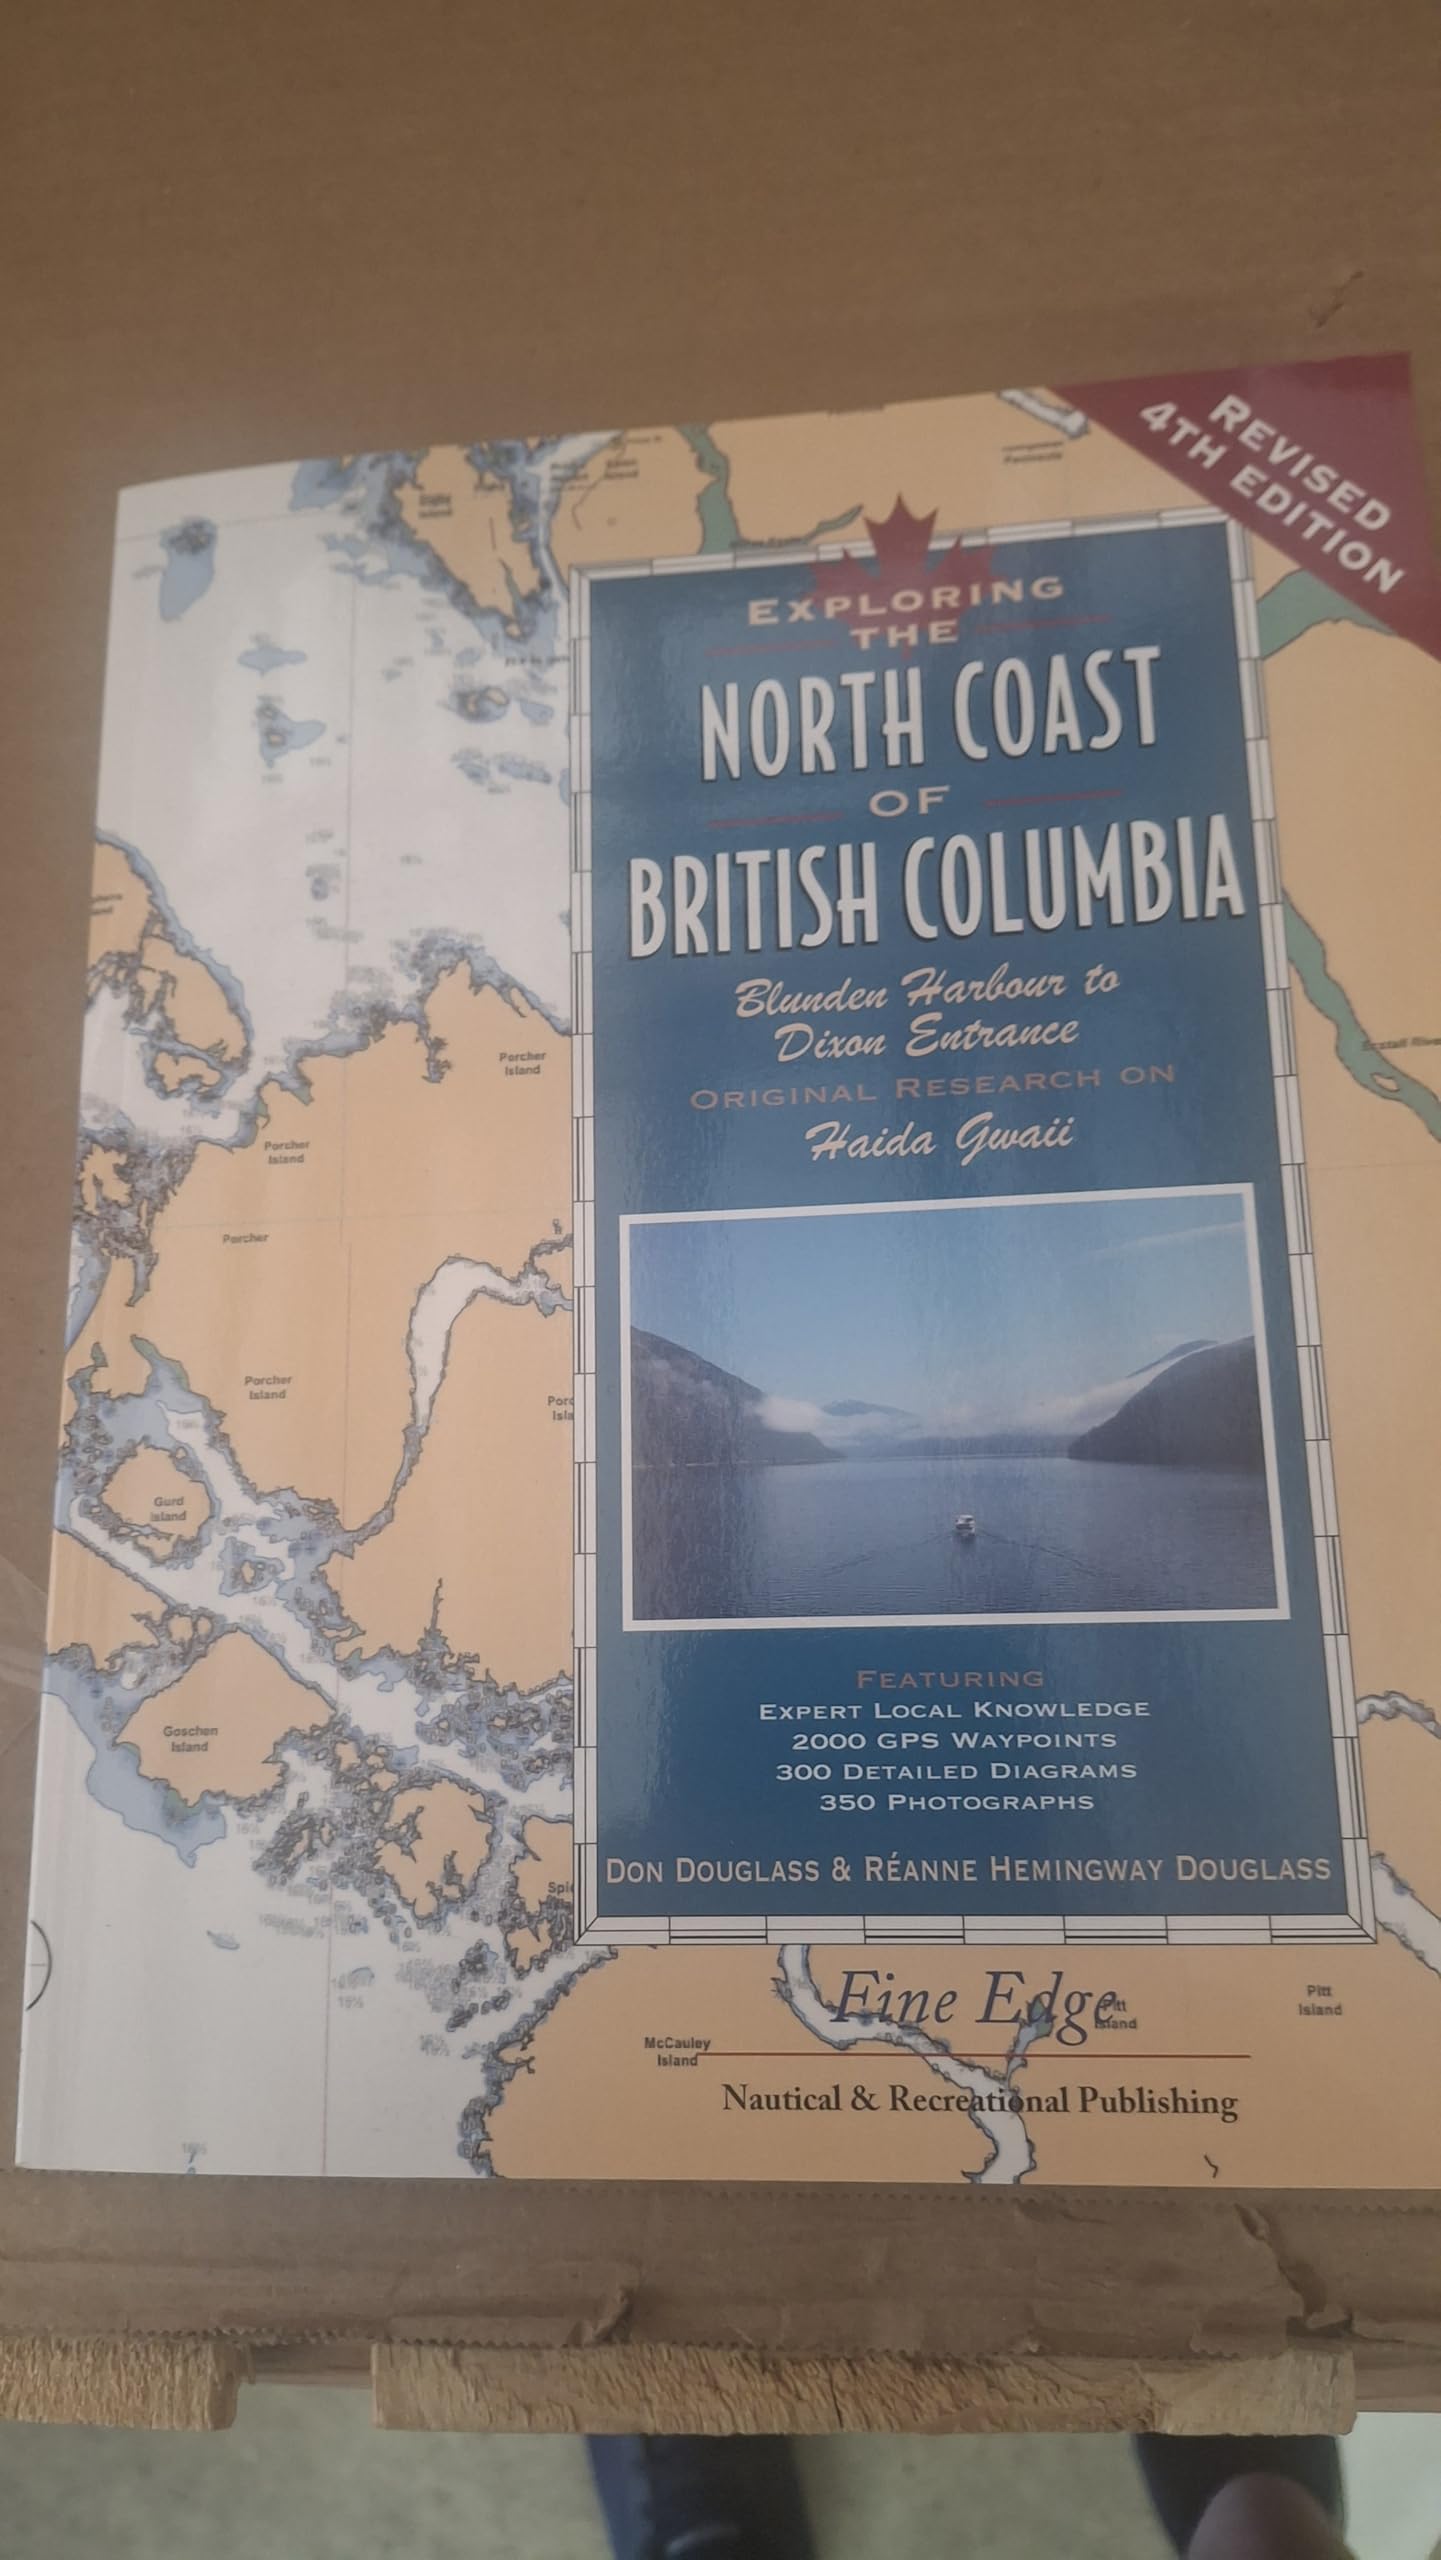 REVISED
4TH EDITION
EXPLORING
THE
NORTH COAST
OF
BRITISH COLUMBIA
Blunden Harbour to
Dixon Entrance
ORIGINAL RESEARCH ON
Haida Gwaii
Porcher
Island
Porcher
Island
Porcher
Porcher
Island
Gurd
Island
Goschen
Island
FEATURING
EXPERT LOCAL KNOWLEDGE
2000 GPS WAYPOINTS
300 DETAILED DIAGRAMS
350 PHOTOGRAPHS
DON DOUGLASS & RÉANNE HEMINGWAY DOUGLASS
Fine Edge
Pitt
Island
McCauley
Island
Nautical & Recreational Publishing